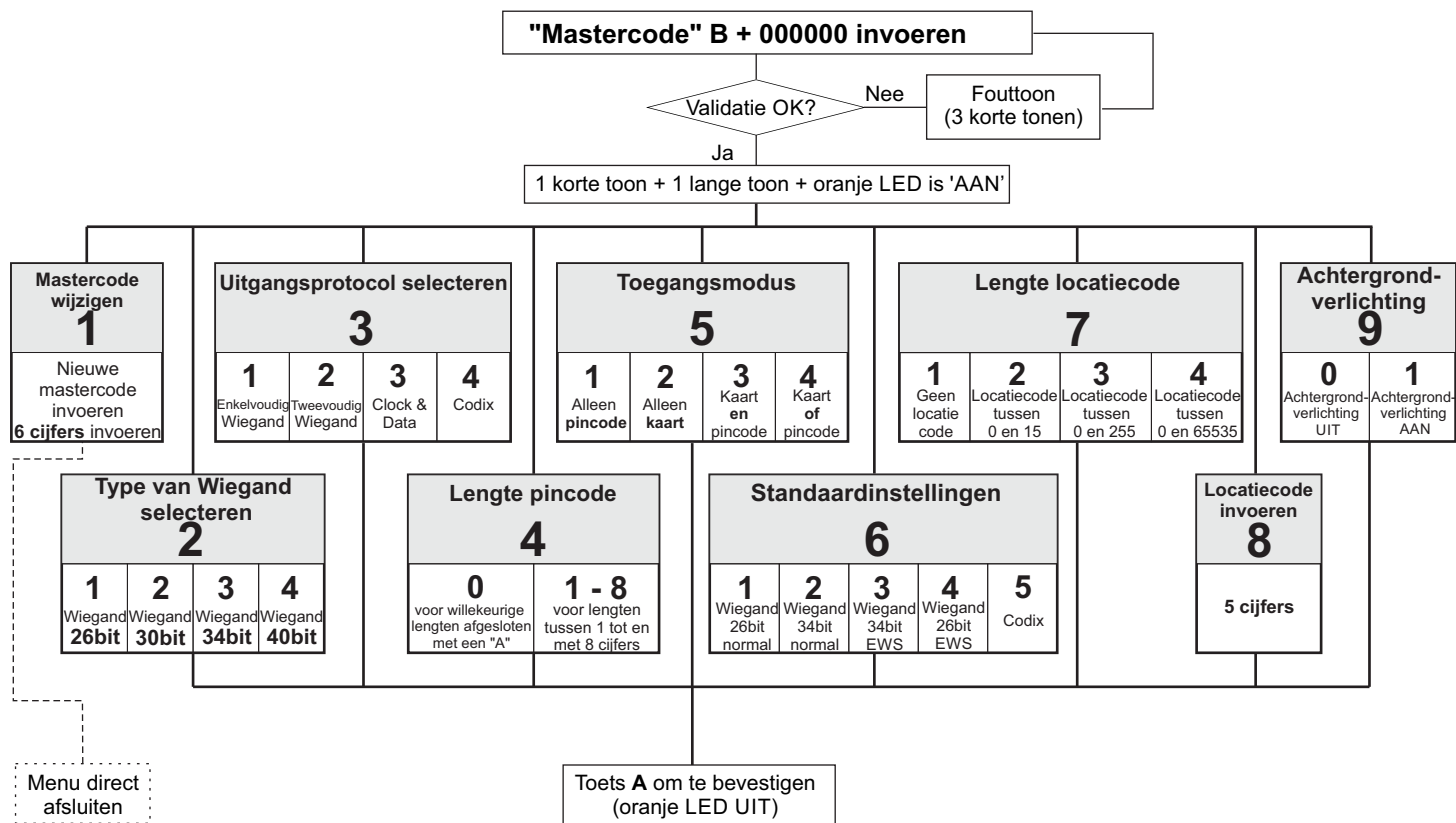 "Mastercode" B + 000000 invoeren
Validatie OK?
Nee
Fouttoon
(3 korte tonen)
Ja
1 korte toon + 1 lange toon + oranje LED is 'AAN'
Mastercode
wijzigen
1
Nieuwe
mastercode
invoeren
6 cijfers invoeren
Uitgangsprotocol selecteren
3
1
Enkelvoudig
Wiegand
2
Tweevoudig
Wiegand
3
Clock &
Data
4
Codix
Toegangsmodus
5
1
Alleen
pincode
2
Alleen
kaart
3
Kaart
en
pincode
4
Kaart
of
pincode
Lengte locatiecode
7
1
Geen
locatie
code
2
Locatiecode
tussen
0 en 15
3
Locatiecode
tussen
0 en 255
4
Locatiecode
tussen
0 en 65535
Achtergrond-
verlichting
9
0
Achtergrond-
verlichting
UIT
1
Achtergrond-
verlichting
AAN
Type van Wiegand
selecteren
2
1
Wiegand
26bit
2
Wiegand
30bit
3
Wiegand
34bit
4
Wiegand
40bit
Lengte pincode
4
0
voor willekeurige
lengten afgesloten
met een "A"
1 - 8
voor lengten
tussen 1 tot en
met 8 cijfers
Standaardinstellingen
6
1
Wiegand
26bit
normal
2
Wiegand
34bit
normal
3
Wiegand
34bit
EWS
4
Wiegand
26bit
EWS
5
Codix
Locatiecode
invoeren
8
5 cijfers
Menu direct
afsluiten
Toets A om te bevestigen
(oranje LED UIT)